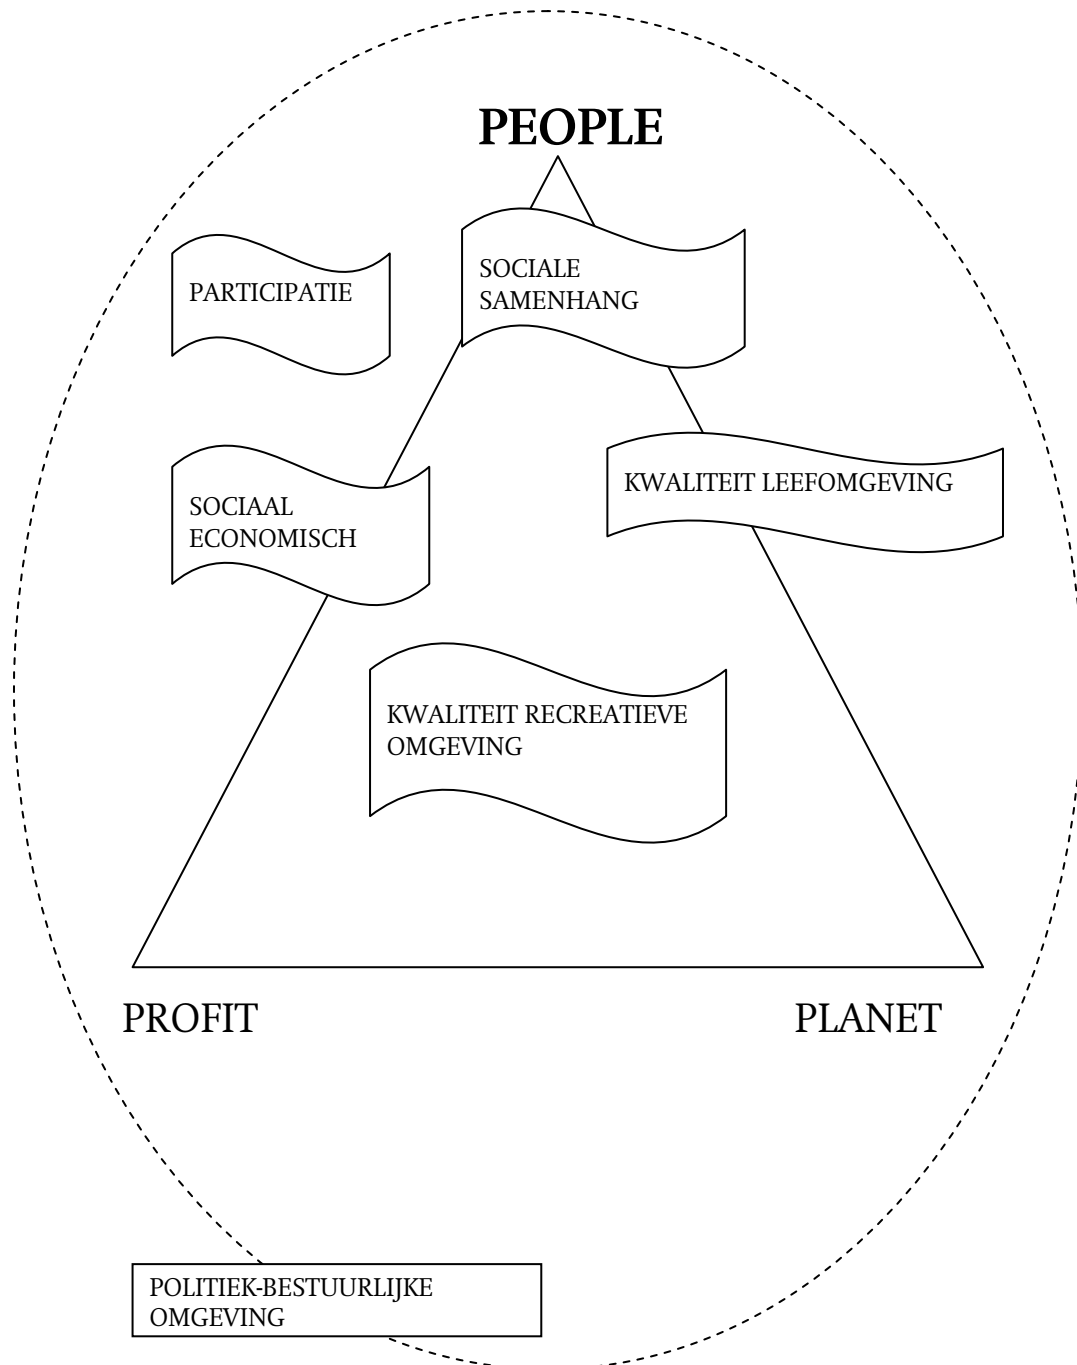 PEOPLE
PARTICIPATIE
SOCIALE
SAMENHANG
SOCIAAL
ECONOMISCH
KWALITEIT LEEFOMGEVING
KWALITEIT RECREATIEVE
OMGEVING
PROFIT
PLANET
POLITIEK-BESTUURLIJKE
OMGEVING